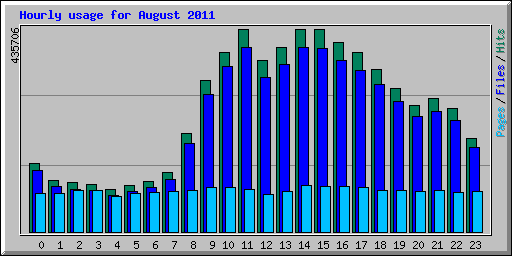 Hourly usage for August 2011
435706
Pages / Files / Hits
0 1 2 3 4 5 6 7 8 9 10 11 12 13 14 15 16 17 18 19 20 21 22 23